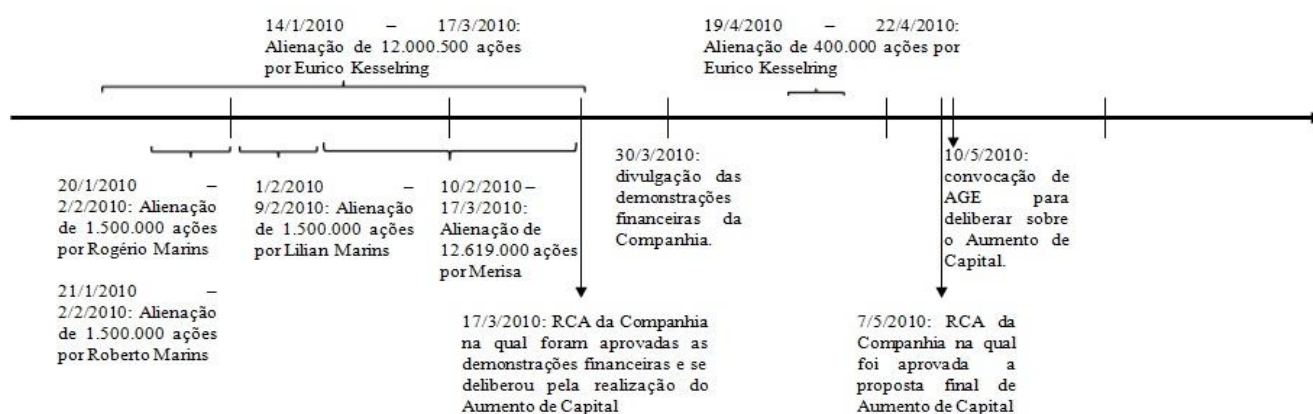 14/1/2010 – 17/3/2010:
Alienação de 12.000.500 ações
por Eurico Kesselring
19/4/2010 – 22/4/2010:
Alienação de 400.000 ações por
Eurico Kesselring
20/1/2010 –
2/2/2010: Alienação
de 1.500.000 ações
por Rogério Marins
21/1/2010 –
2/2/2010: Alienação
de 1.500.000 ações
por Roberto Marins
1/2/2010 –
9/2/2010: Alienação
de 1.500.000 ações
por Lilian Marins
10/2/2010 –
17/3/2010:
Alienação de
12.619.000 ações
por Merisa
17/3/2010: RCA da Companhia
na qual foram aprovadas as
demonstrações financeiras e se
deliberou pela realização do
Aumento de Capital
30/3/2010:
divulgação das
demonstrações
financeiras da
Companhia.
7/5/2010: RCA da
Companhia na qual
foi aprovada a
proposta final de
Aumento de Capital
10/5/2010:
convocação de
AGE para
deliberar sobre
o Aumento de
Capital.